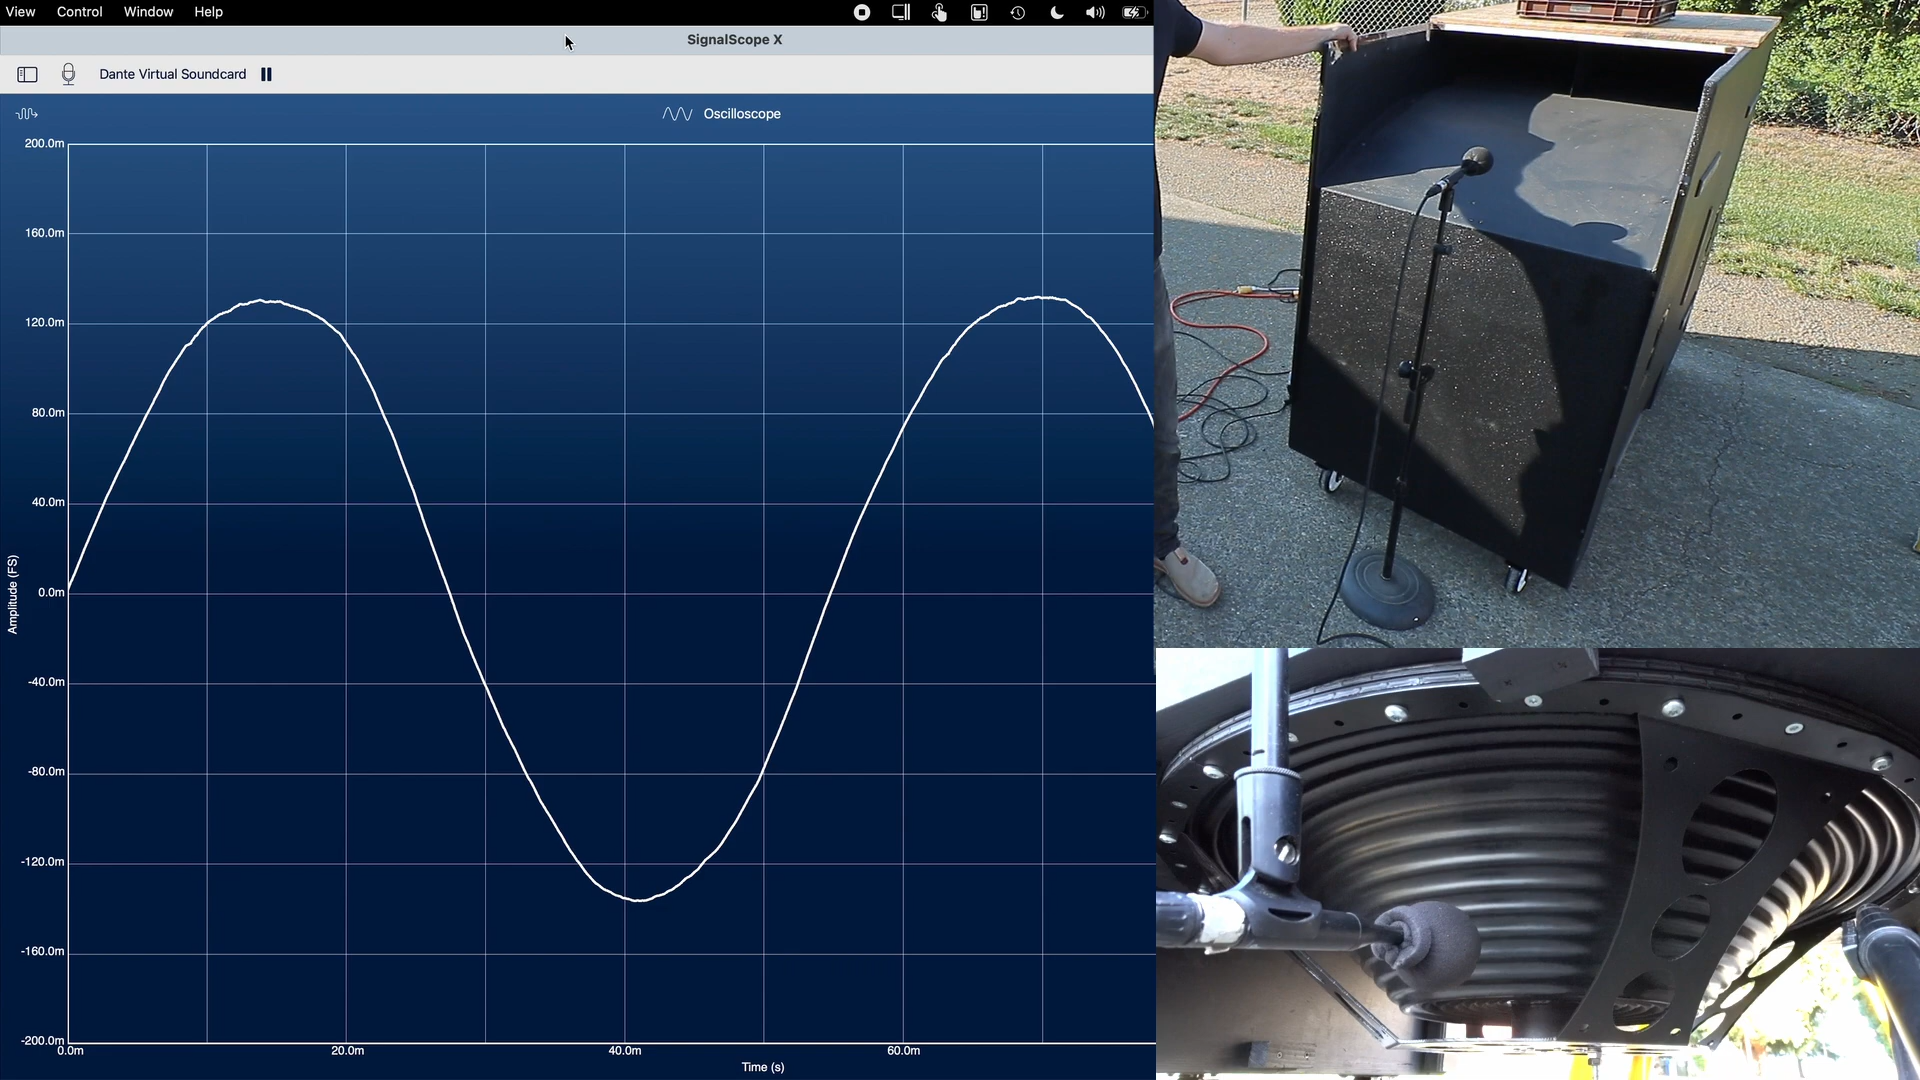 View Control Window Help
SignalScope X
Dante Virtual Soundcard
Oscilloscope
200.0m
160.0m
120.0m
80.0m
40.0m
0.0m
-40.0m
-80.0m
-120.0m
-160.0m
-200.0m
Amplitude (FS)
0.0m 20.0m 40.0m 60.0m
Time (s)